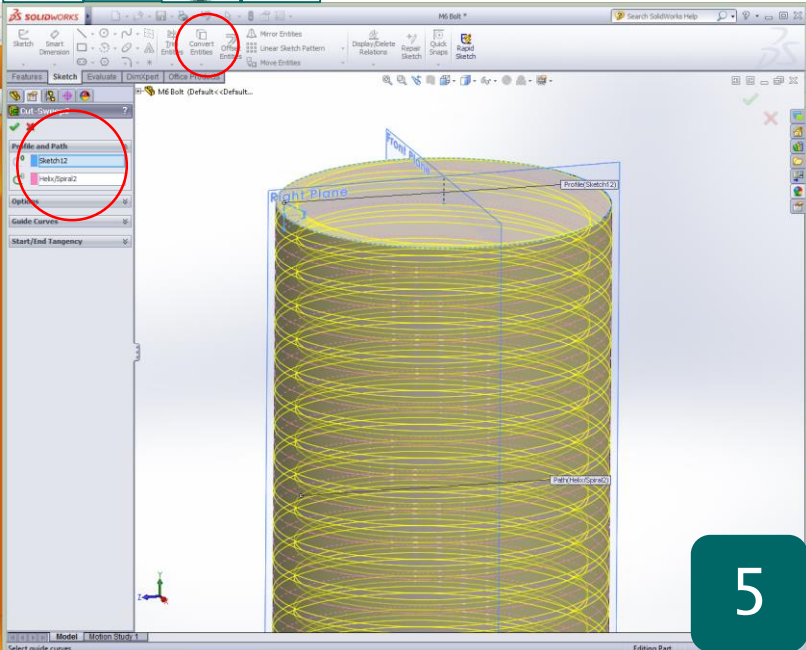 SOLIDWORKS
M6 Bolt *
Search SolidWorks Help
Sketch
Smart Dimension
Entities
Convert Entities
Offset Entities
Mirror Entities
Linear Sketch Pattern
Move Entities
Display/Delete Relations
Repair Sketch
Quick Snaps
Rapid Sketch
Features Sketch Evaluate DimXpert Office Products
M6 Bolt (Default<<Default...
?
Profile and Path
Sketch12
Helix/Spiral2
Options
Guide Curves
Start/End Tangency
Front Plane
Right Plane
Profile(Sketch12)
Path(Helix/Spiral2)
Y
Z
5
Model Motion Study 1
Select guide curves
Editing Part